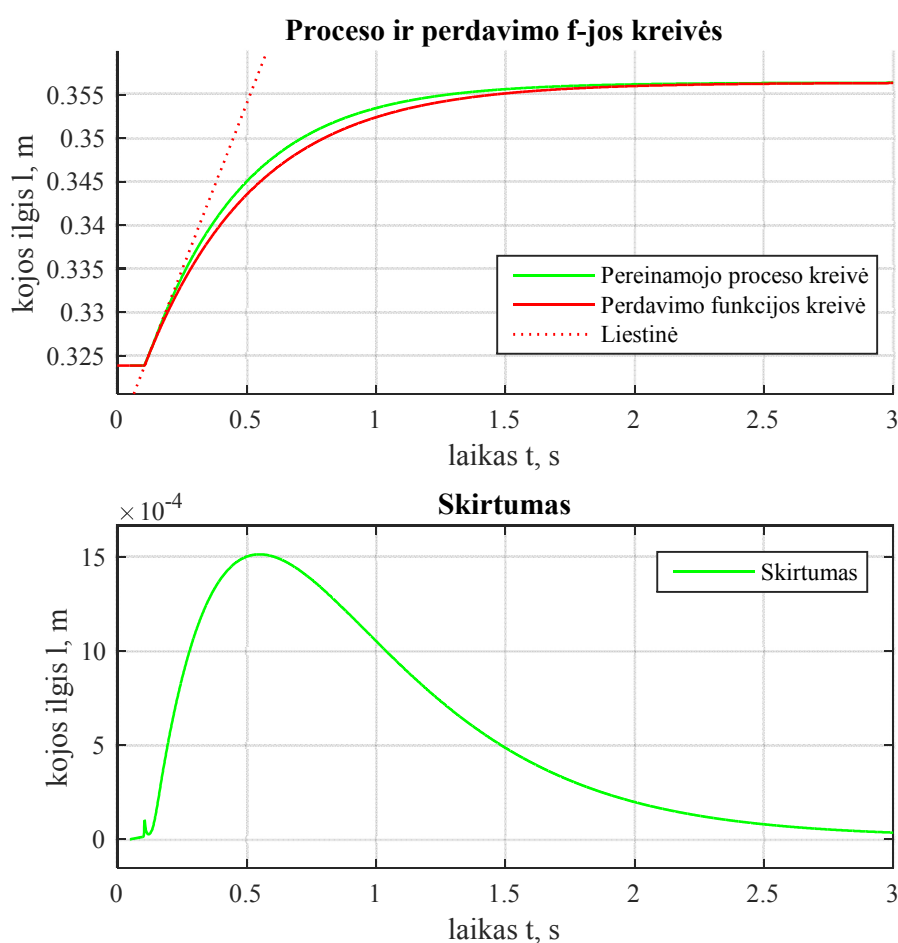 Proceso ir perdavimo f-jos kreivės
0.355
0.35
0.345
0.34
0.335
0.33
0.325
kojos ilgis l, m
Pereinamojo proceso kreivė
Perdavimo funkcijos kreivė
Liestinė
0 0.5 1 1.5 2 2.5 3
laikas t, s
×10^-4
Skirtumas
15
10
5
0
kojos ilgis l, m
Skirtumas
0 0.5 1 1.5 2 2.5 3
laikas t, s